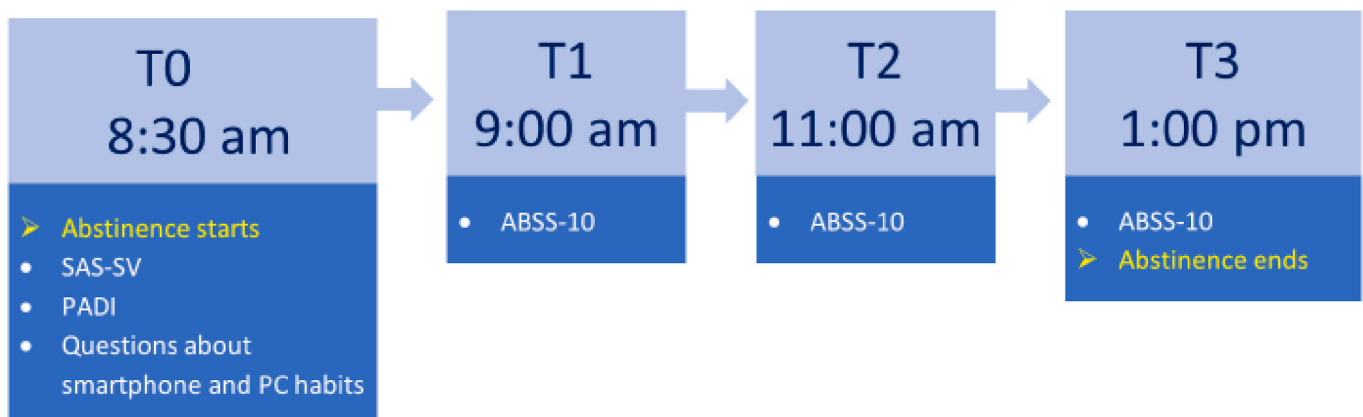 T0
8:30 am
Abstinence starts
SAS-SV
PADI
Questions about
smartphone and PC habits
T1
9:00 am
ABSS-10
T2
11:00 am
ABSS-10
T3
1:00 pm
ABSS-10
Abstinence ends